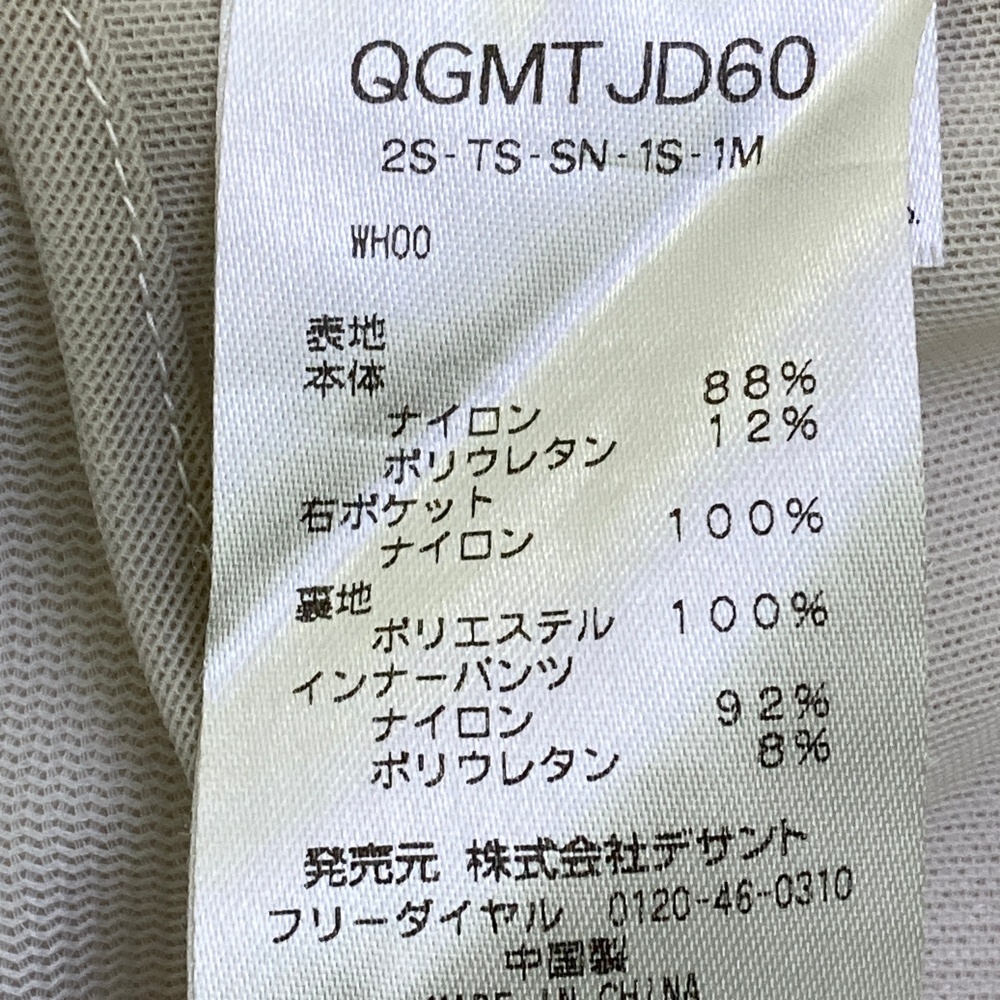 QGMTJD60
2S-TS-SN-1S-1M
WH00
表地
本体
ナイロン 88%
ポリウレタン 12%
右ポケット
ナイロン 100%
裏地
ポリエステル 100%
インナーパンツ
ナイロン 92%
ポリウレタン 8%
発売元 株式会社デサント
フリーダイヤル 0120-46-0310
中国製
MADE IN CHINA